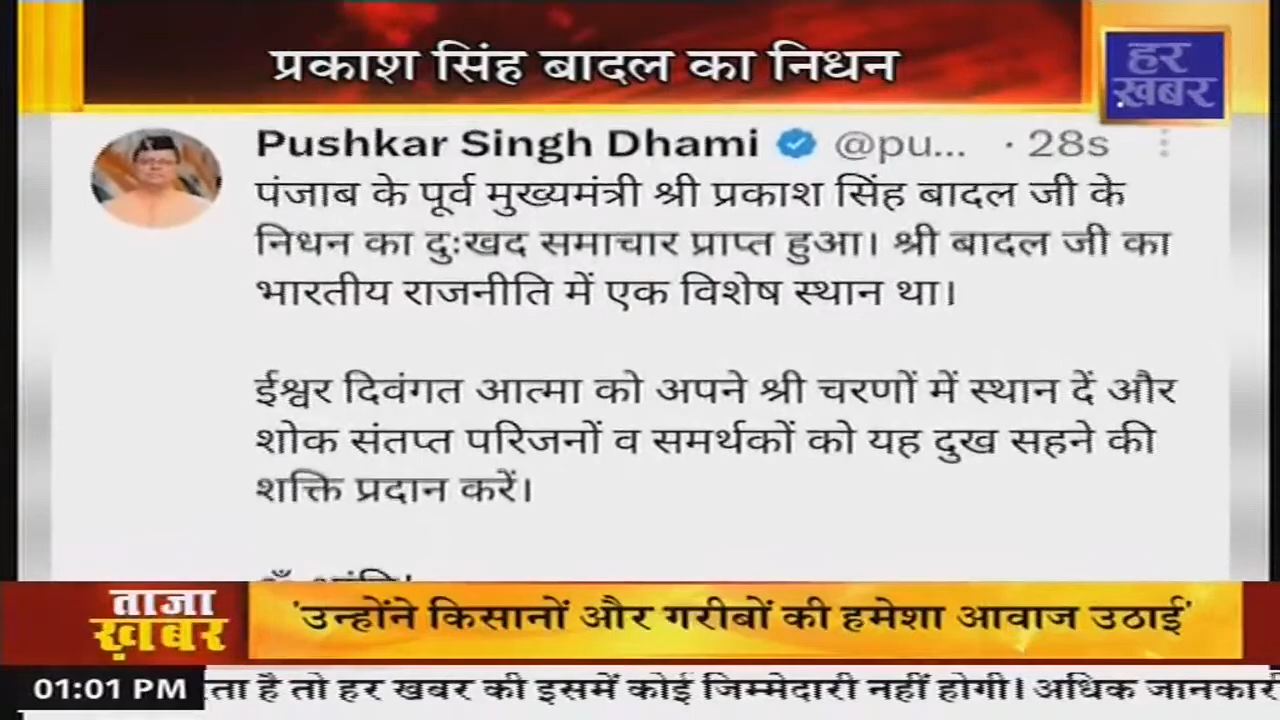 प्रकाश सिंह बादल का निधन
हर
ख़बर
Pushkar Singh Dhami @pu... · 28s
पंजाब के पूर्व मुख्यमंत्री श्री प्रकाश सिंह बादल जी के
निधन का दुःखद समाचार प्राप्त हुआ। श्री बादल जी का
भारतीय राजनीति में एक विशेष स्थान था।
ईश्वर दिवंगत आत्मा को अपने श्री चरणों में स्थान दें और
शोक संतप्त परिजनों व समर्थकों को यह दुख सहने की
शक्ति प्रदान करें।
ताजा
ख़बर
'उन्होंने किसानों और गरीबों की हमेशा आवाज उठाई'
01:01 PM
है तो हर खबर की इसमें कोई जिम्मेदारी नहीं होगी। अधिक